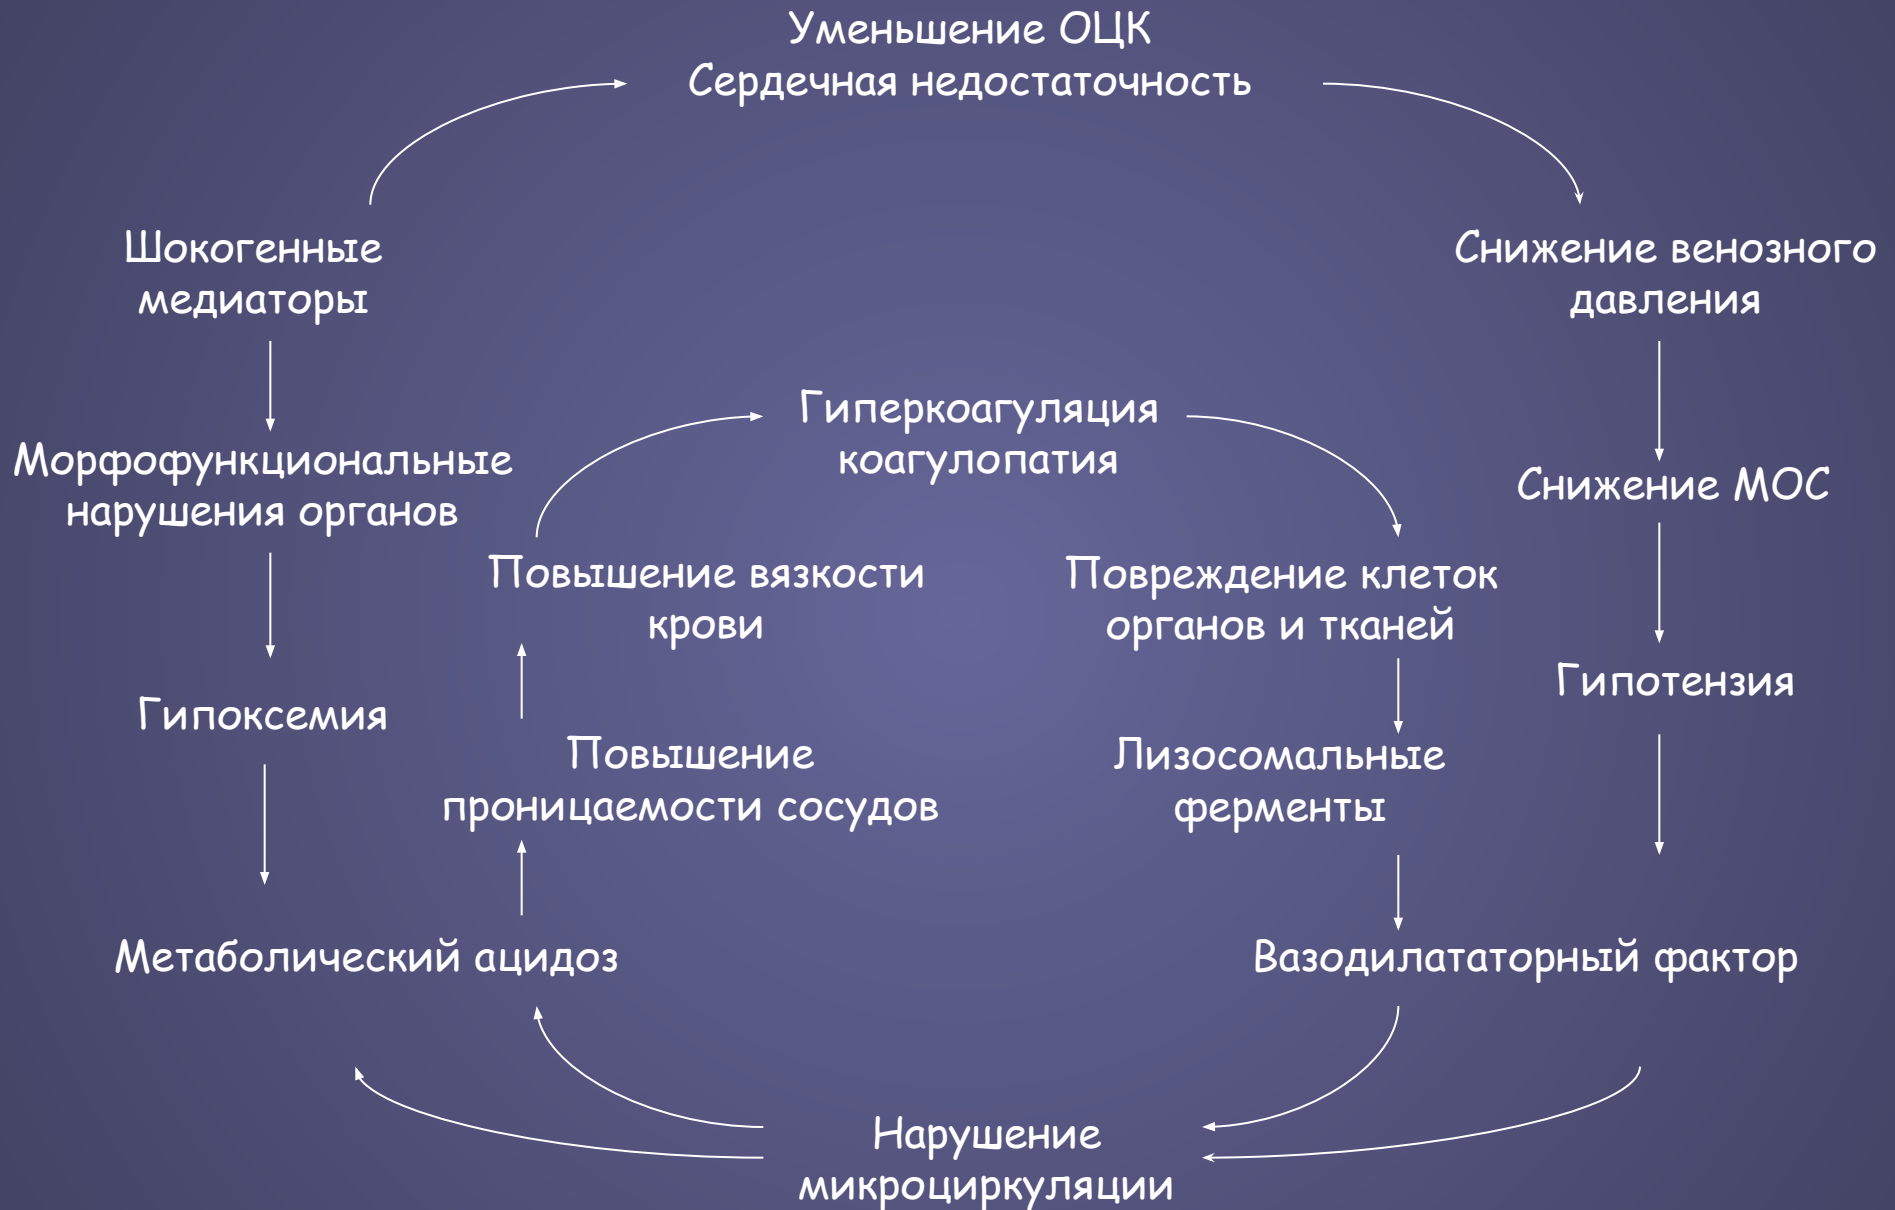 Уменьшение ОЦК
Сердечная недостаточность
Шокогенные
медиаторы
Снижение венозного
давления
Гиперкоагуляция
коагулопатия
Морфофункциональные
нарушения органов
Снижение МОС
Повышение вязкости
крови
Повреждение клеток
органов и тканей
Гипотензия
Гипоксемия
Повышение
проницаемости сосудов
Лизосомальные
ферменты
Метаболический ацидоз
Вазодилататорный фактор
Нарушение
микроциркуляции